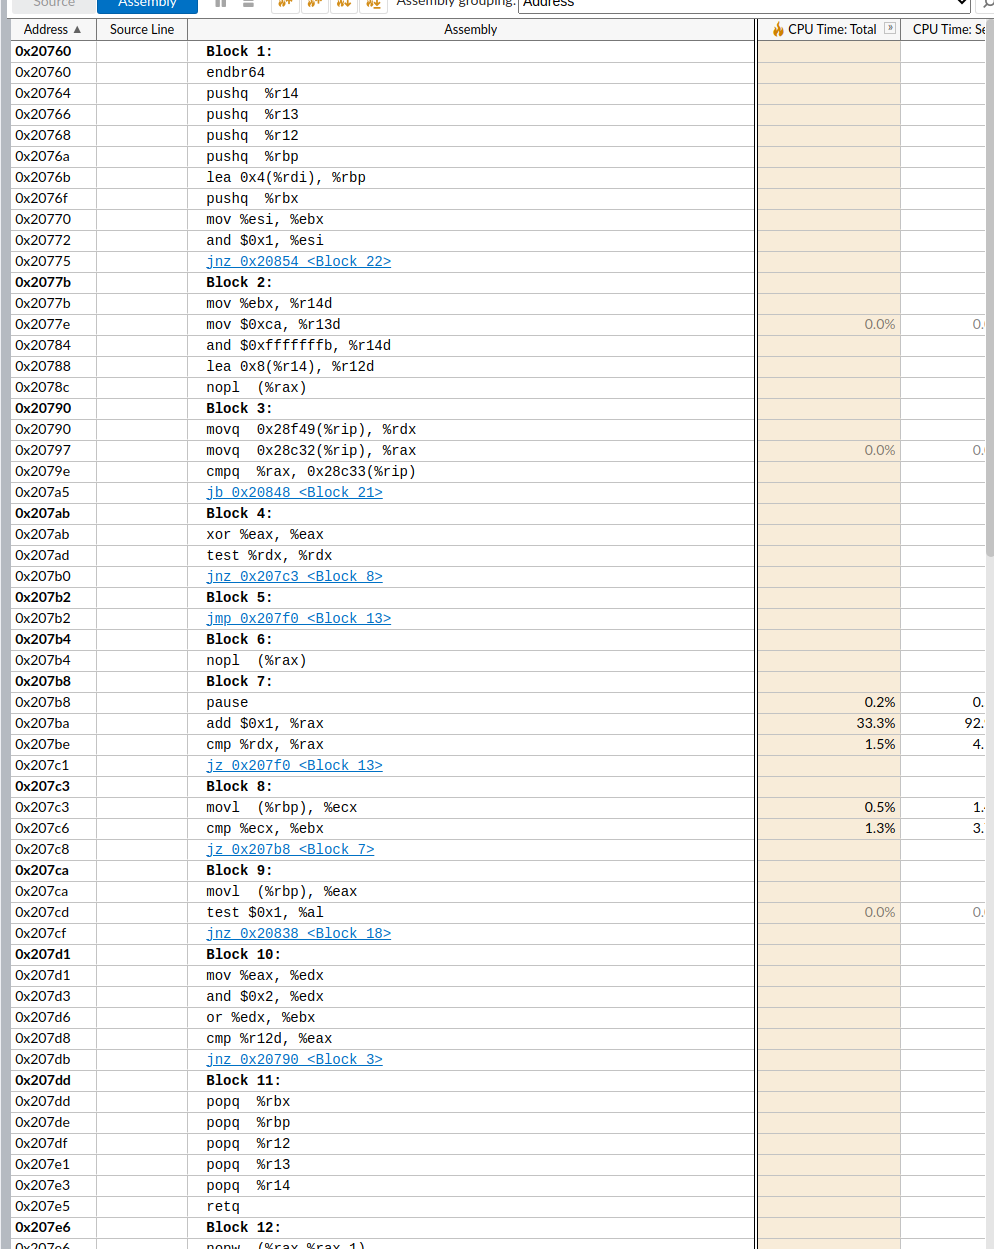 Source Assembly Assembly grouping: Address
Address ▲ Source Line Assembly CPU Time: Total » CPU Time: Se
0x20760 Block 1:
0x20760 endbr64
0x20764 pushq %r14
0x20766 pushq %r13
0x20768 pushq %r12
0x2076a pushq %rbp
0x2076b lea 0x4(%rdi), %rbp
0x2076f pushq %rbx
0x20770 mov %esi, %ebx
0x20772 and $0x1, %esi
0x20775 jnz 0x20854 <Block 22>
0x2077b Block 2:
0x2077b mov %ebx, %r14d
0x2077e mov $0xca, %r13d 0.0% 0.
0x20784 and $0xfffffffb, %r14d
0x20788 lea 0x8(%r14), %r12d
0x2078c nopl (%rax)
0x20790 Block 3:
0x20790 movq 0x28f49(%rip), %rdx
0x20797 movq 0x28c32(%rip), %rax 0.0% 0.
0x2079e cmpq %rax, 0x28c33(%rip)
0x207a5 jb 0x20848 <Block 21>
0x207ab Block 4:
0x207ab xor %eax, %eax
0x207ad test %rdx, %rdx
0x207b0 jnz 0x207c3 <Block 8>
0x207b2 Block 5:
0x207b2 jmp 0x207f0 <Block 13>
0x207b4 Block 6:
0x207b4 nopl (%rax)
0x207b8 Block 7:
0x207b8 pause 0.2% 0.
0x207ba add $0x1, %rax 33.3% 92.
0x207be cmp %rdx, %rax 1.5% 4.
0x207c1 jz 0x207f0 <Block 13>
0x207c3 Block 8:
0x207c3 movl (%rbp), %ecx 0.5% 1.
0x207c6 cmp %ecx, %ebx 1.3% 3.
0x207c8 jz 0x207b8 <Block 7>
0x207ca Block 9:
0x207ca movl (%rbp), %eax
0x207cd test $0x1, %al 0.0% 0.
0x207cf jnz 0x20838 <Block 18>
0x207d1 Block 10:
0x207d1 mov %eax, %edx
0x207d3 and $0x2, %edx
0x207d6 or %edx, %ebx
0x207d8 cmp %r12d, %eax
0x207db jnz 0x20790 <Block 3>
0x207dd Block 11:
0x207dd popq %rbx
0x207de popq %rbp
0x207df popq %r12
0x207e1 popq %r13
0x207e3 popq %r14
0x207e5 retq
0x207e6 Block 12:
0x207e6 nopw (%rax,%rax,1)